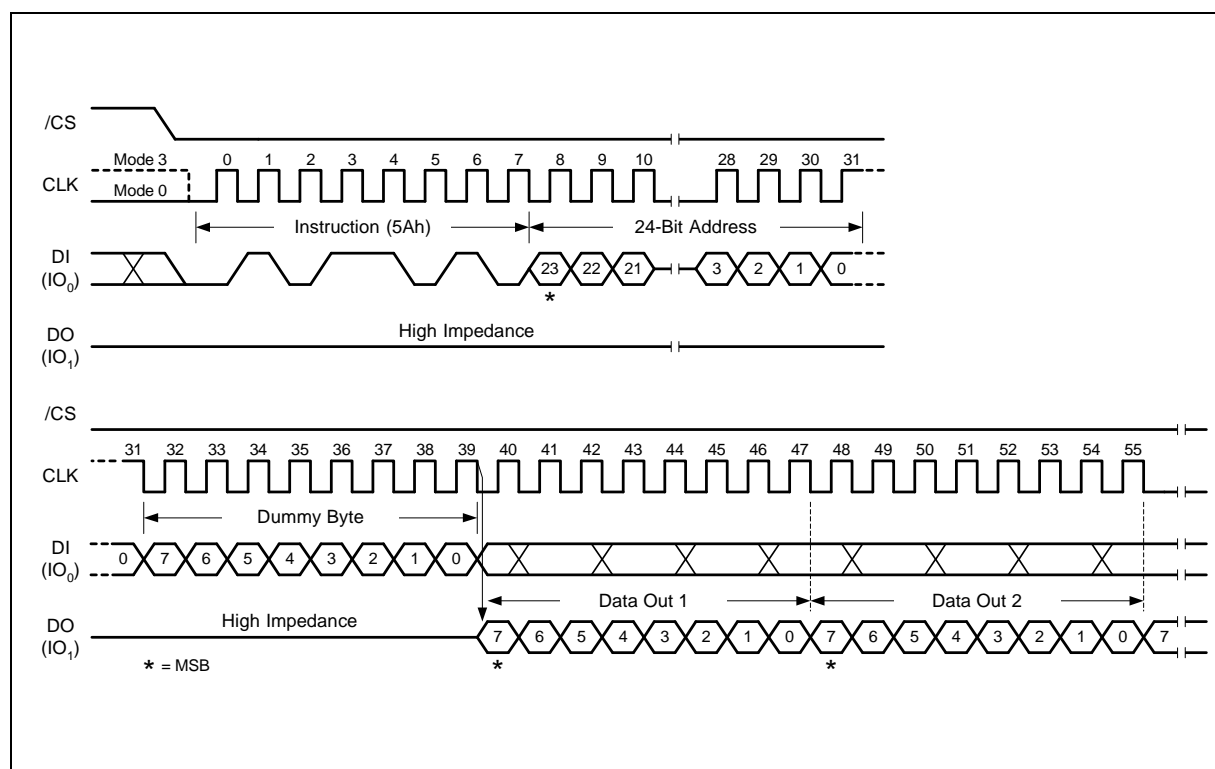 /CS
Mode 3 0 1 2 3 4 5 6 7 8 9 10 28 29 30 31
CLK
Mode 0
Instruction (5Ah) 24-Bit Address
DI
(IO0) 23 22 21 3 2 1 0
*
High Impedance
DO
(IO1)
/CS
31 32 33 34 35 36 37 38 39 40 41 42 43 44 45 46 47 48 49 50 51 52 53 54 55
CLK
Dummy Byte
DI
(IO0) 0 7 6 5 4 3 2 1 0
Data Out 1 Data Out 2
High Impedance
DO
(IO1) 7 6 5 4 3 2 1 0 7 6 5 4 3 2 1 0 7
* = MSB * *